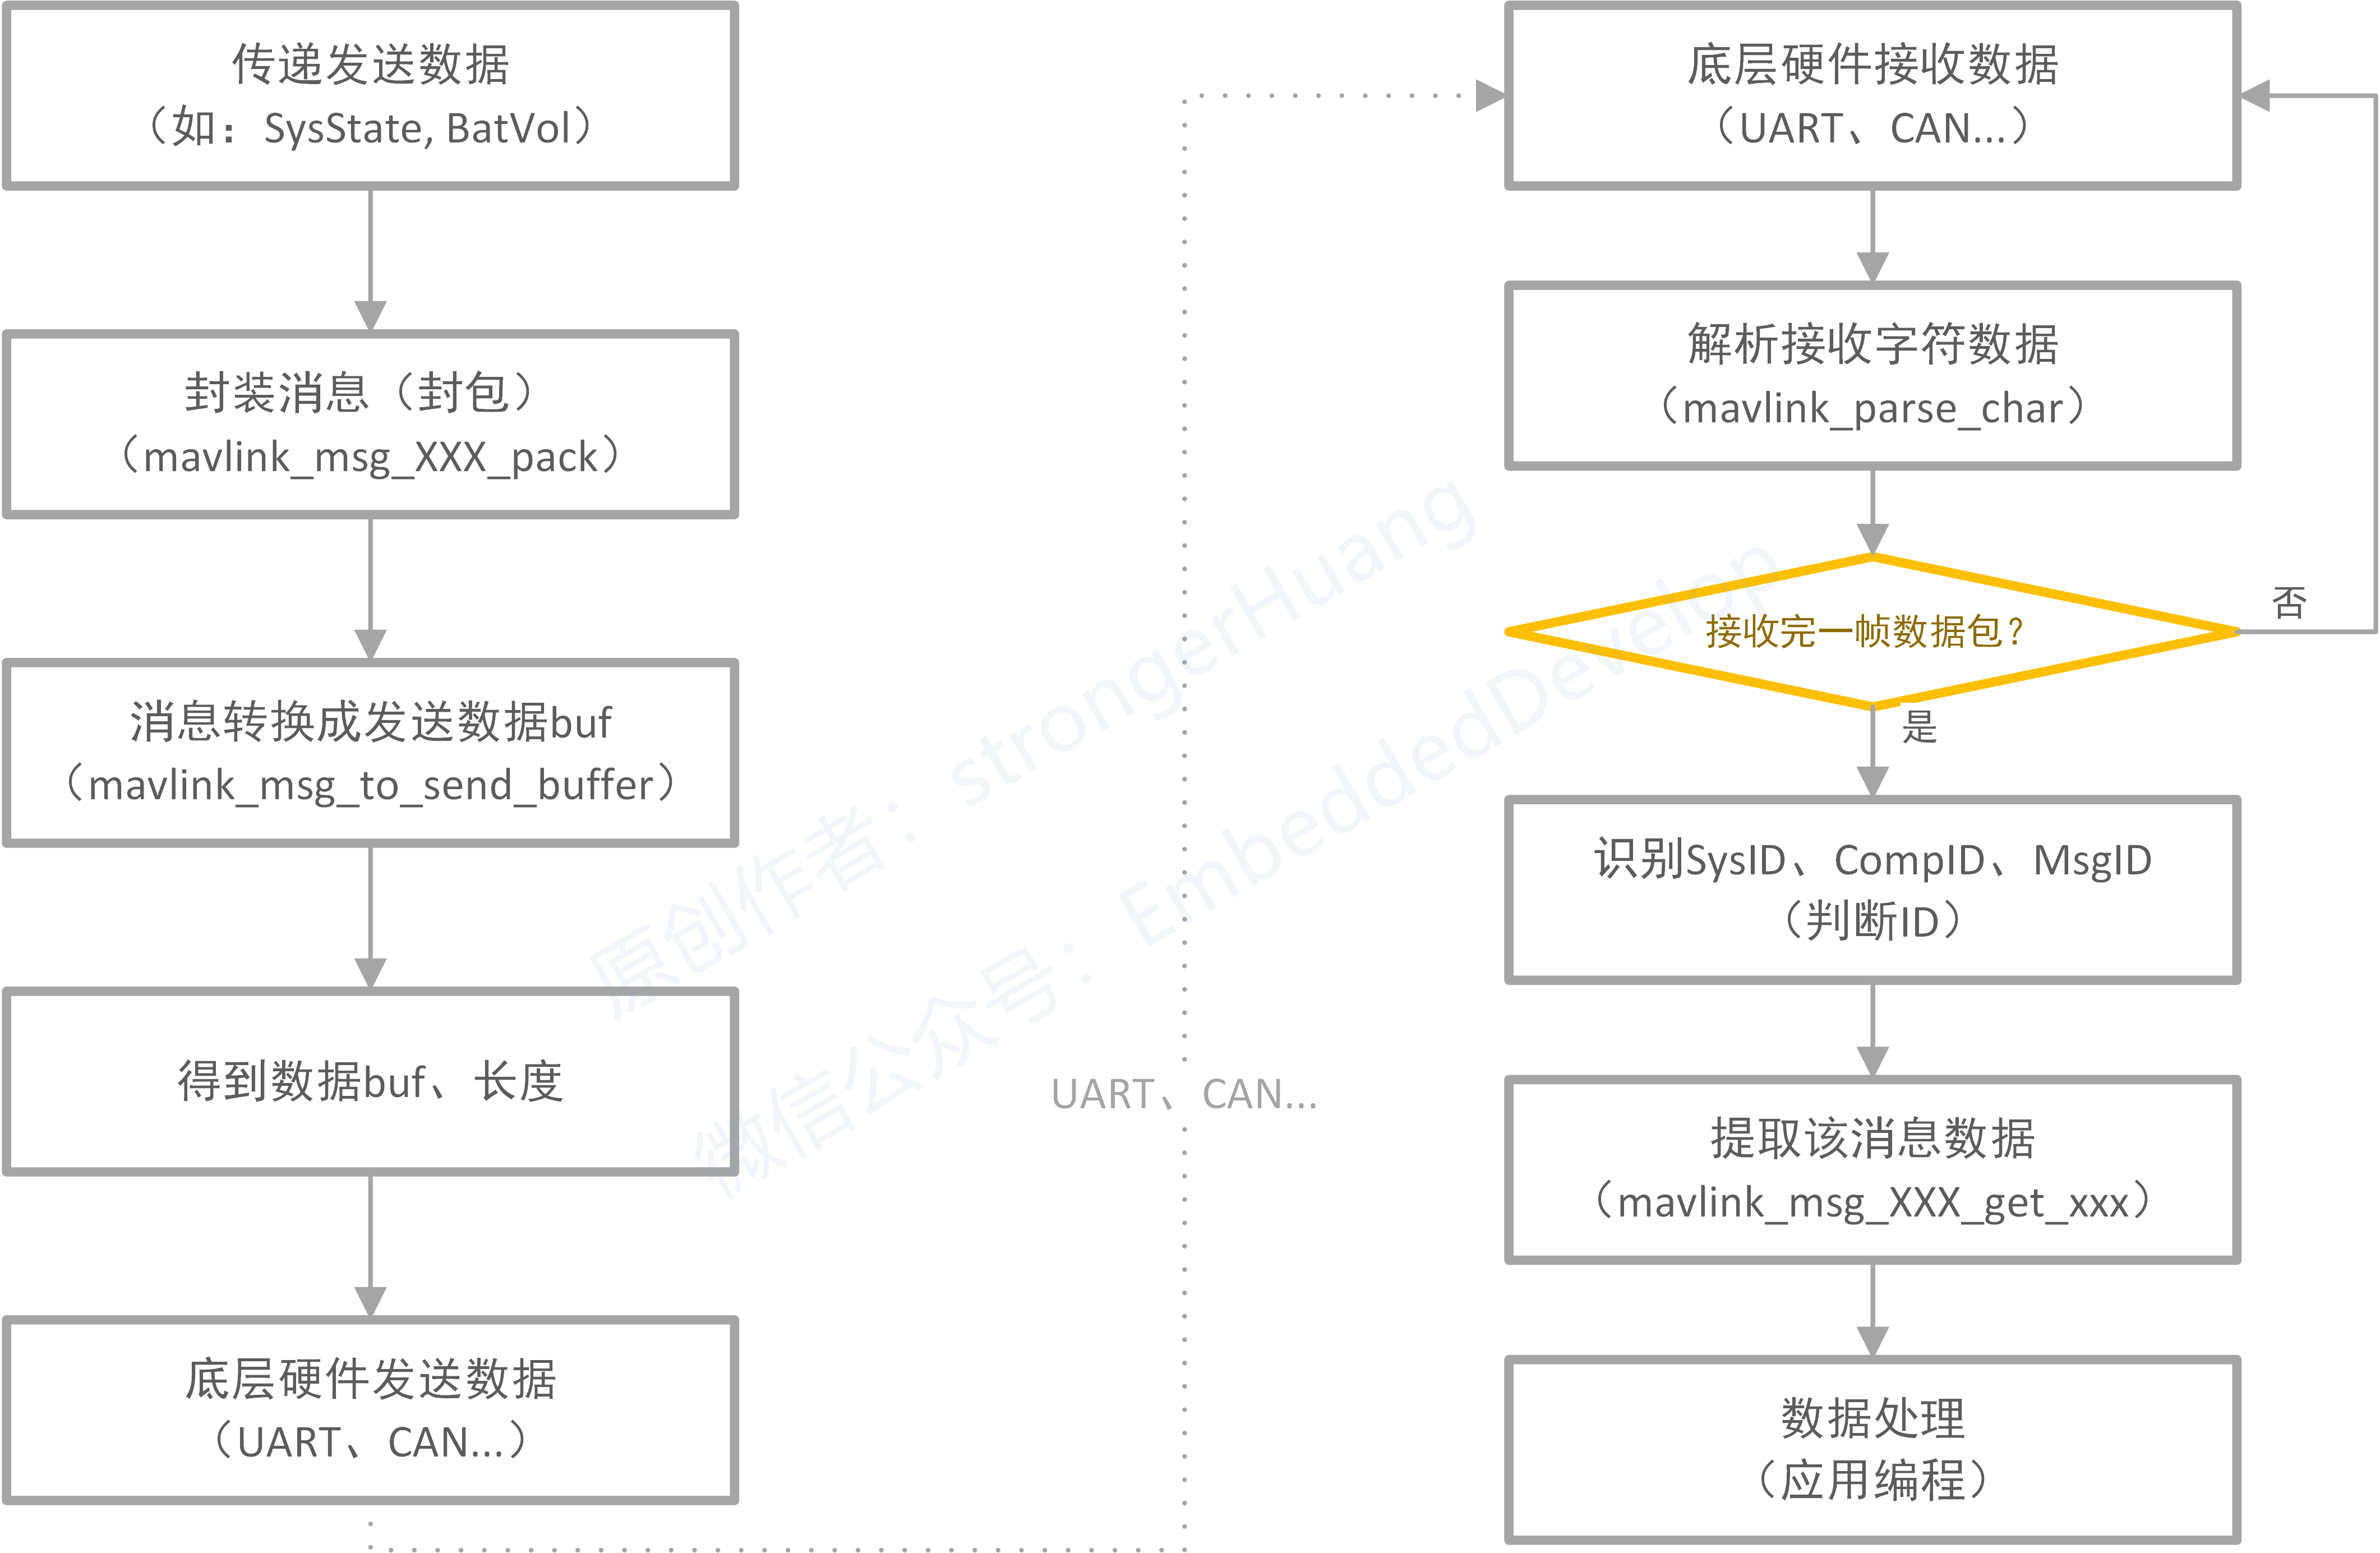 传递发送数据
（如：SysState, BatVol）
封装消息（封包）
（mavlink_msg_XXX_pack）
消息转换成发送数据buf
（mavlink_msg_to_send_buffer）
得到数据buf、长度
底层硬件发送数据
（UART、CAN...）
UART、CAN...
底层硬件接收数据
（UART、CAN...）
解析接收字符数据
（mavlink_parse_char）
接收完一帧数据包？
否
是
识别SysID、CompID、MsgID
（判断ID）
提取该消息数据
（mavlink_msg_XXX_get_xxx）
数据处理
（应用编程）
原创作者：strongerHuang
微信公众号：EmbeddedDevelop